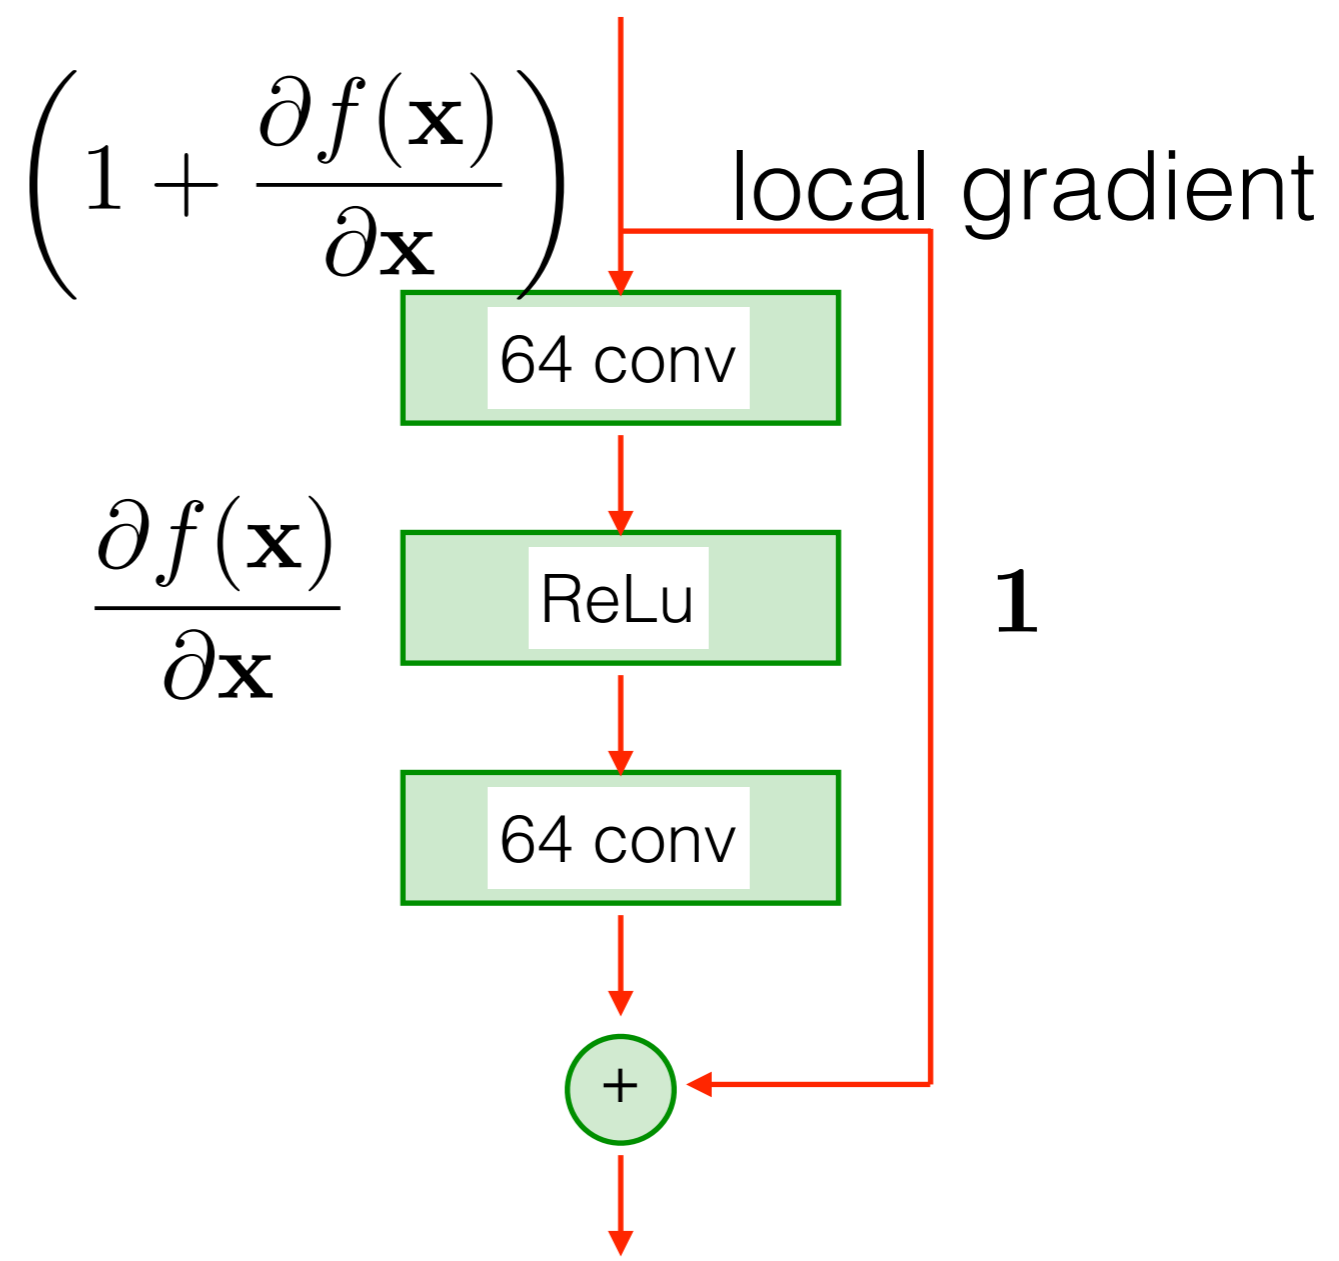 (1 + ∂f(𝐱)/∂𝐱)
local gradient
64 conv
∂f(𝐱)/∂𝐱
ReLu
𝟏
64 conv
+